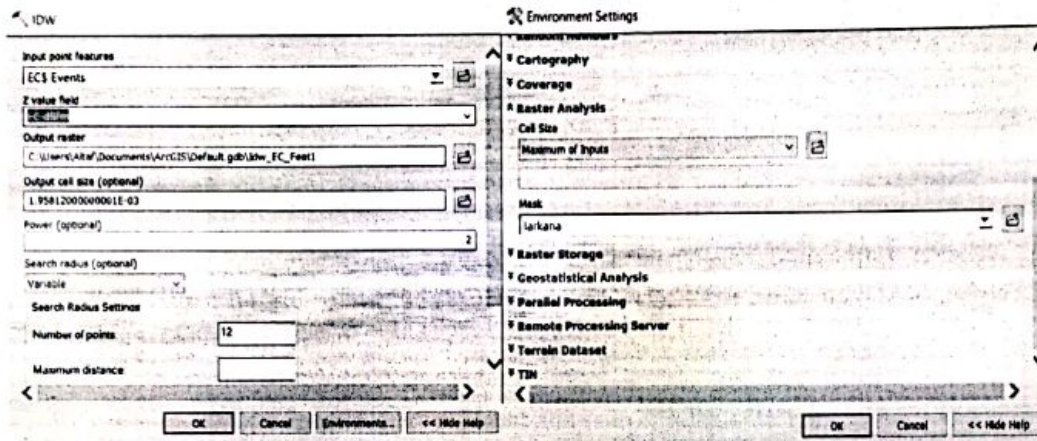 IDW
Input point features
EC$ Events
Z value field
Output raster
C:\Users\Altaf\Documents\ArcGIS\Default.gdb\Idw_EC_Feat1
Output cell size (optional)
1.95812000000001E-03
Power (optional)
2
Search radius (optional)
Variable
Search Radius Settings
Number of points
12
Maximum distance
OK
Cancel
Environments...
<< Hide Help
Environment Settings
Random Numbers
Cartography
Coverage
Raster Analysis
Cell Size
Maximum of Inputs
Mask
larkana
Raster Storage
Geostatistical Analysis
Parallel Processing
Remote Processing Server
Terrain Dataset
TIN
OK
Cancel
<< Hide Help